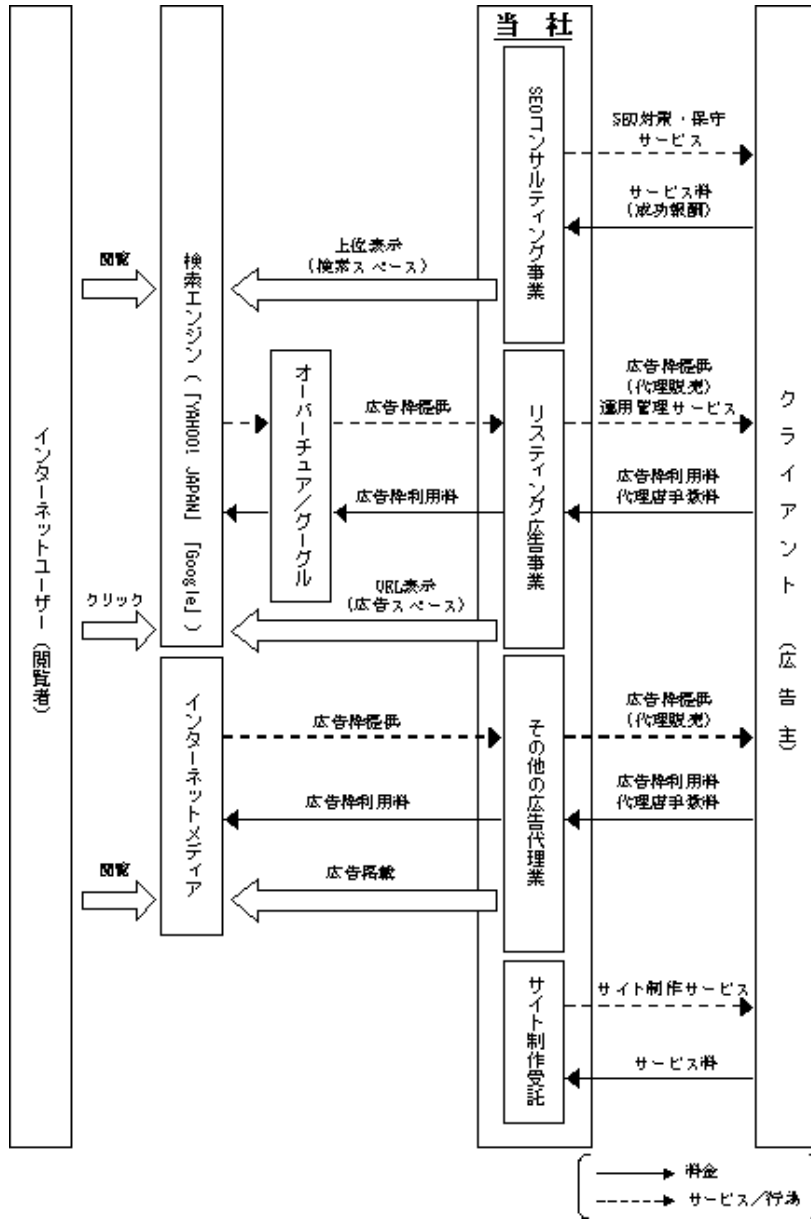 当 社
SEOコンサルティング事業
SEO対策・保守
サービス
サービス料
(成功報酬)
閲覧
上位表示
(検索スペース)
検索エンジン(「YAHOO! JAPAN」「Google」)
オーバーチュア/グーグル
広告枠提供
リスティング広告事業
広告枠提供
(代理販売)
運用管理サービス
広告枠利用料
広告枠利用料
代理店手数料
クリック
URL表示
(広告スペース)
インターネットユーザー(閲覧者)
クライアント(広告主)
インターネットメディア
広告枠提供
その他の広告代理業
広告枠提供
(代理販売)
広告枠利用料
広告枠利用料
代理店手数料
閲覧
広告掲載
サイト制作受託
サイト制作サービス
サービス料
料金
サービス/行為